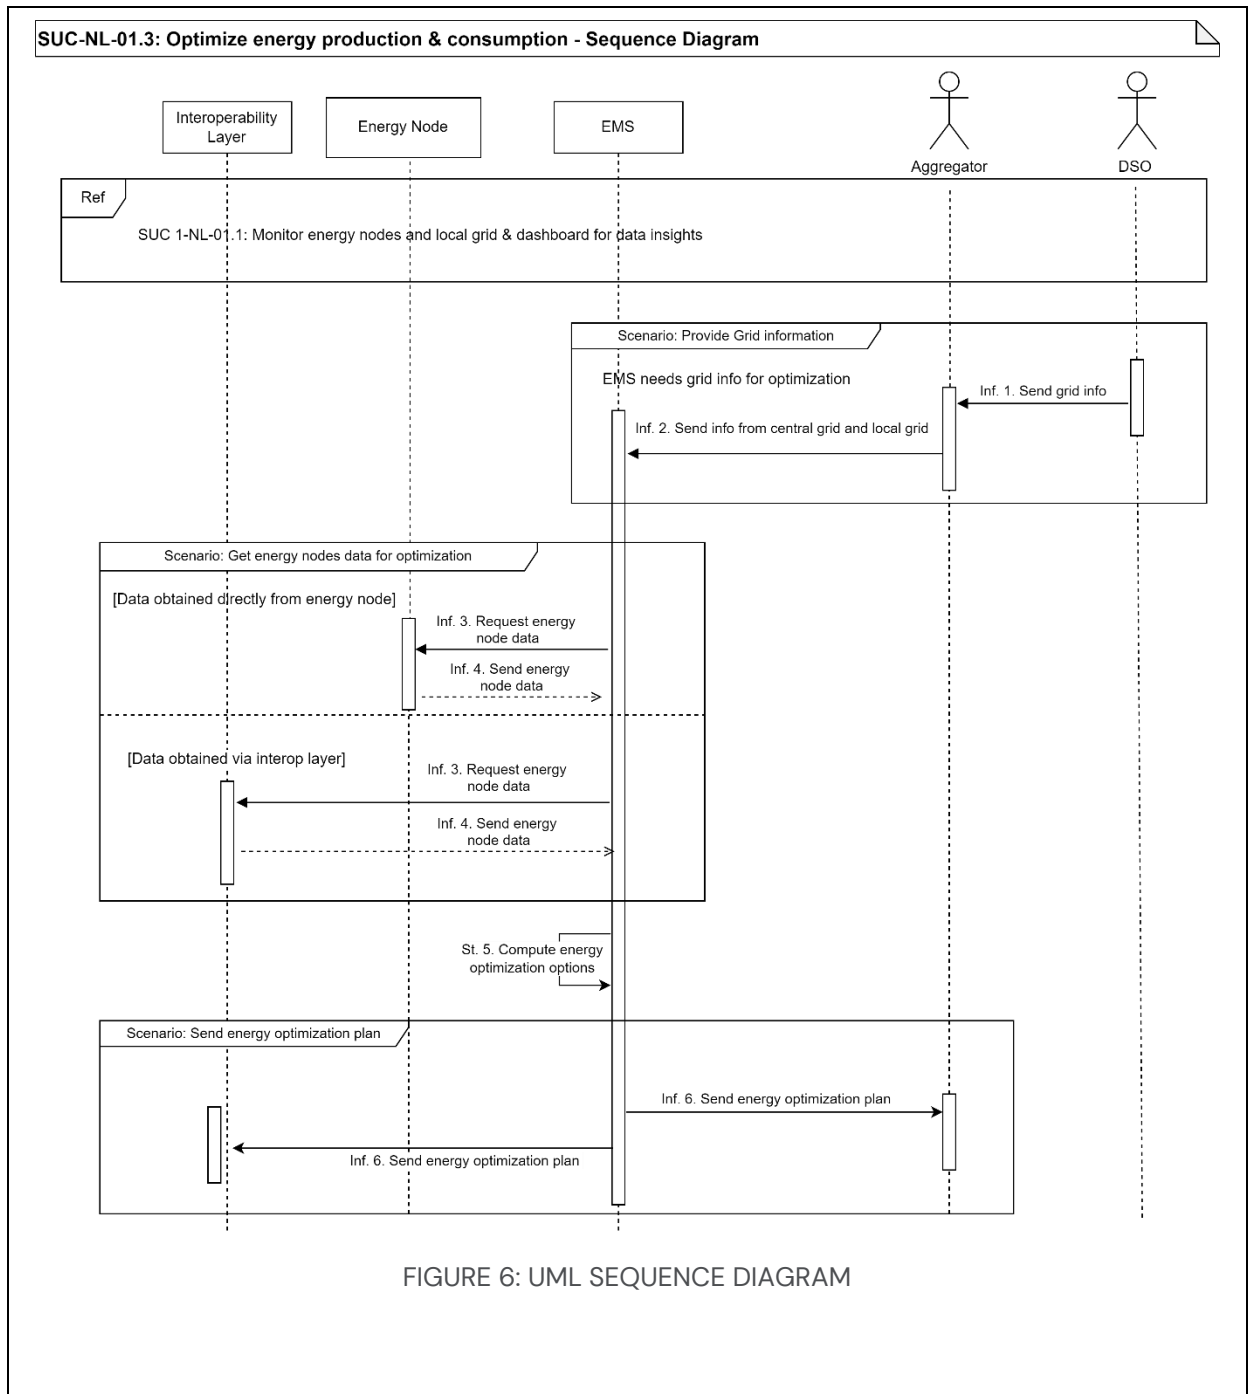 SUC-NL-01.3: Optimize energy production & consumption - Sequence Diagram
Interoperability
Layer
Energy Node
EMS
Aggregator
DSO
Ref
SUC 1-NL-01.1: Monitor energy nodes and local grid & dashboard for data insights
Scenario: Provide Grid information
EMS needs grid info for optimization
Inf. 1. Send grid info
Inf. 2. Send info from central grid and local grid
Scenario: Get energy nodes data for optimization
[Data obtained directly from energy node]
Inf. 3. Request energy
node data
Inf. 4. Send energy
node data
[Data obtained via interop layer]
Inf. 3. Request energy
node data
Inf. 4. Send energy
node data
St. 5. Compute energy
optimization options
Scenario: Send energy optimization plan
Inf. 6. Send energy optimization plan
Inf. 6. Send energy optimization plan
FIGURE 6: UML SEQUENCE DIAGRAM